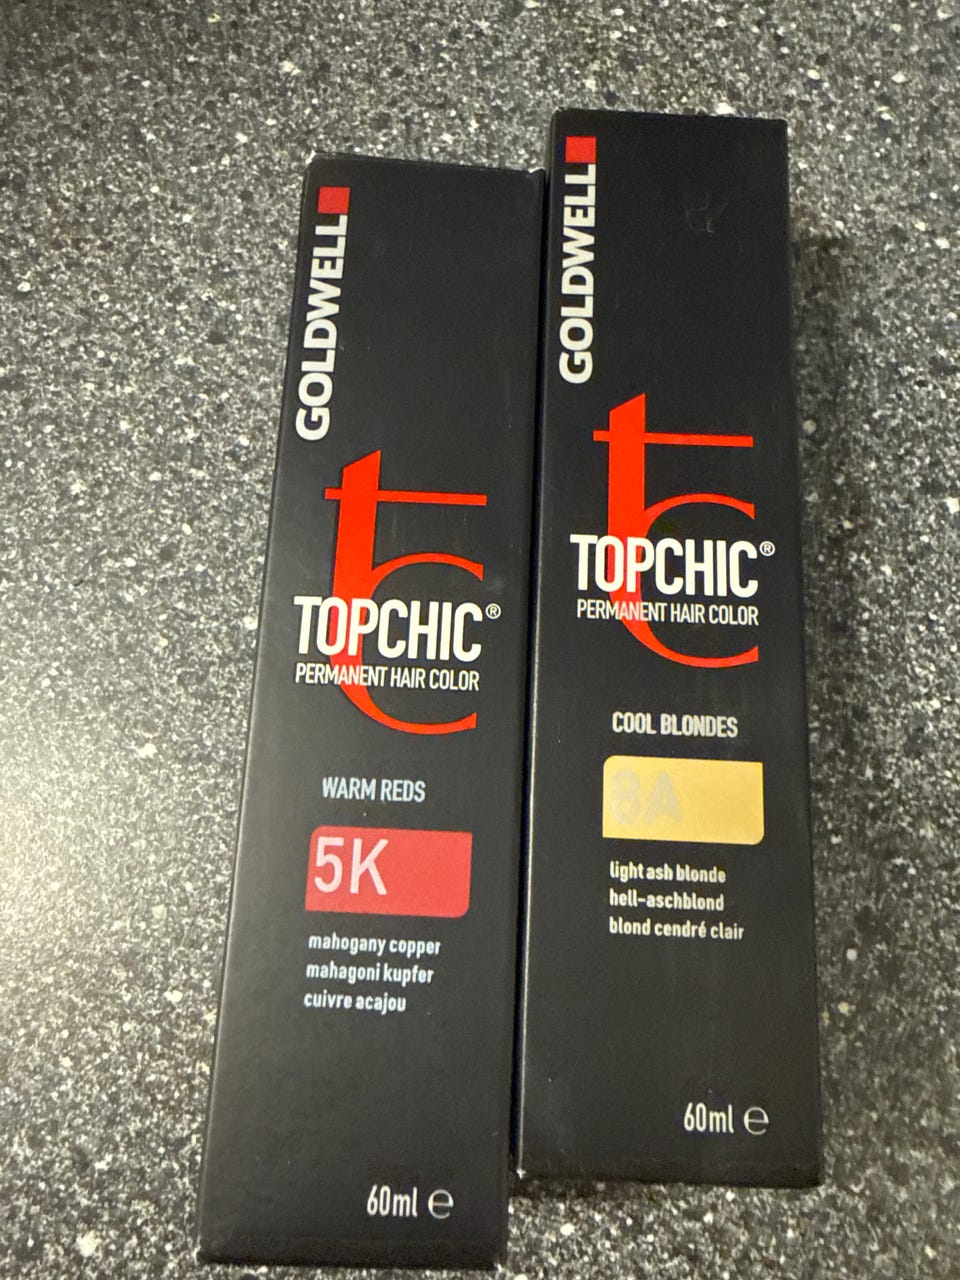 GOLDWELL
TOPCHIC®
PERMANENT HAIR COLOR
WARM REDS
5K
mahogany copper
mahagoni kupfer
cuivre acajou
60ml ℮
GOLDWELL
TOPCHIC®
PERMANENT HAIR COLOR
COOL BLONDES
8A
light ash blonde
hell-aschblond
blond cendré clair
60ml ℮